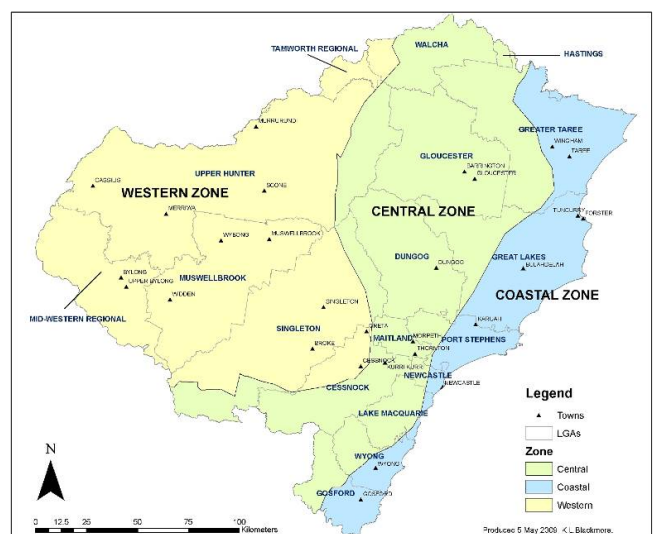 TAMWORTH REGIONAL
WALCHA
HASTINGS
MURRURUNDI
GREATER TAREE
WINGHAM
TAREE
GLOUCESTER
BARRINGTON
GLOUCESTER
UPPER HUNTER
CASSILIS
WESTERN ZONE
SCONE
MERRIWA
CENTRAL ZONE
TUNCURRY
FORSTER
WYBONG
MUSWELLBROOK
DUNGOG
DUNGOG
GREAT LAKES
BULAHDELAH
BYLONG
UPPER BYLONG
MUSWELLBROOK
WIDDEN
COASTAL ZONE
MID-WESTERN REGIONAL
SINGLETON
SINGLETON
GRETA
KARUAH
MAITLAND
MORPETH
PORT STEPHENS
BROKE
THORNTON
CESSNOCK
KURRI KURRI
NEWCASTLE
NEWCASTLE
CESSNOCK
LAKE MACQUARIE
WYONG
WYONG
GOSFORD
GOSFORD
Legend
Towns
LGAs
Zone
Central
Coastal
Western
N
0 12.5 25 50 75 100
Kilometers
Produced 5 May 2009 K.L.Blackmore.